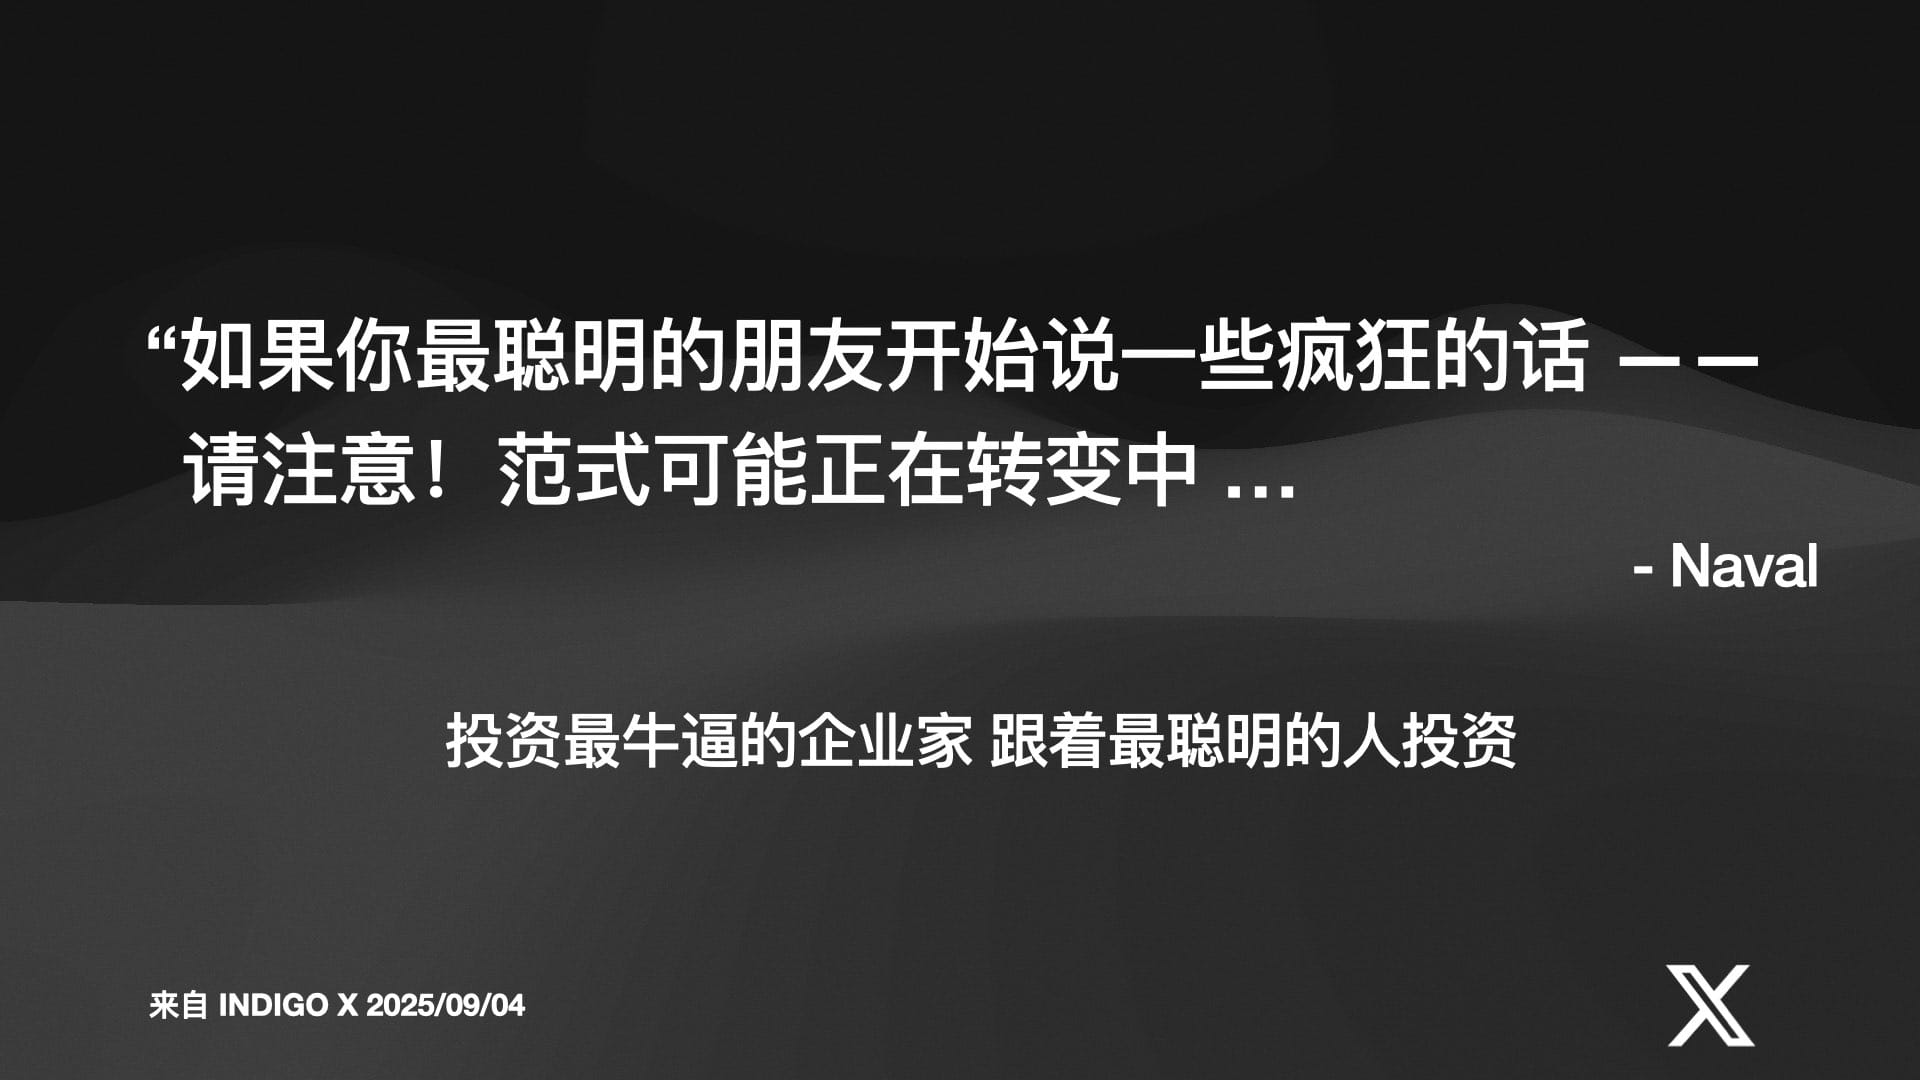 “如果你最聪明的朋友开始说一些疯狂的话 — —
请注意！范式可能正在转变中 ...
- Naval
投资最牛逼的企业家 跟着最聪明的人投资
来自 INDIGO X 2025/09/04
X